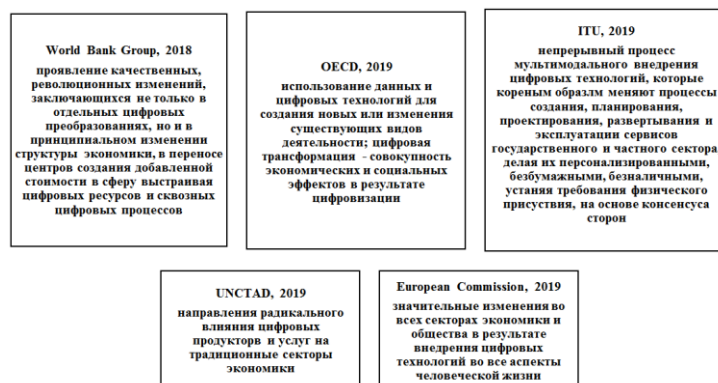 World Bank Group, 2018
проявление качественных,
революционных изменений,
заключающихся не только в
отдельных цифровых
преобразованиях, но и в
принципиальном изменении
структуры экономики, в переносе
центров создания добавленной
стоимости в сферу выстраивая
цифровых ресурсов и сквозных
цифровых процессов
OECD, 2019
использование данных и
цифровых технологий для
создания новых или изменения
существующих видов
деятельности; цифровая
трансформация - совокупность
экономических и социальных
эффектов в результате
цифровизации
ITU, 2019
непрерывный процесс
мультимодального внедрения
цифровых технологий, которые
кореным образлм меняют процессы
создания, планирования,
проектирования, развертывания и
эксплуатации сервисов
государственного и частного сектора
делая их персонализированными,
безбумажными, безналичными,
устаняя требования физического
присуствия, на основе консенсуса
сторон
UNCTAD, 2019
направления радикального
влияния цифровых
продукторв и услуг на
традиционные секторы
экономики
European Commission, 2019
значительные изменения во
всех секторах экономики и
общества в результате
внедрения цифровых
технологий во все аспекты
человеческой жизни